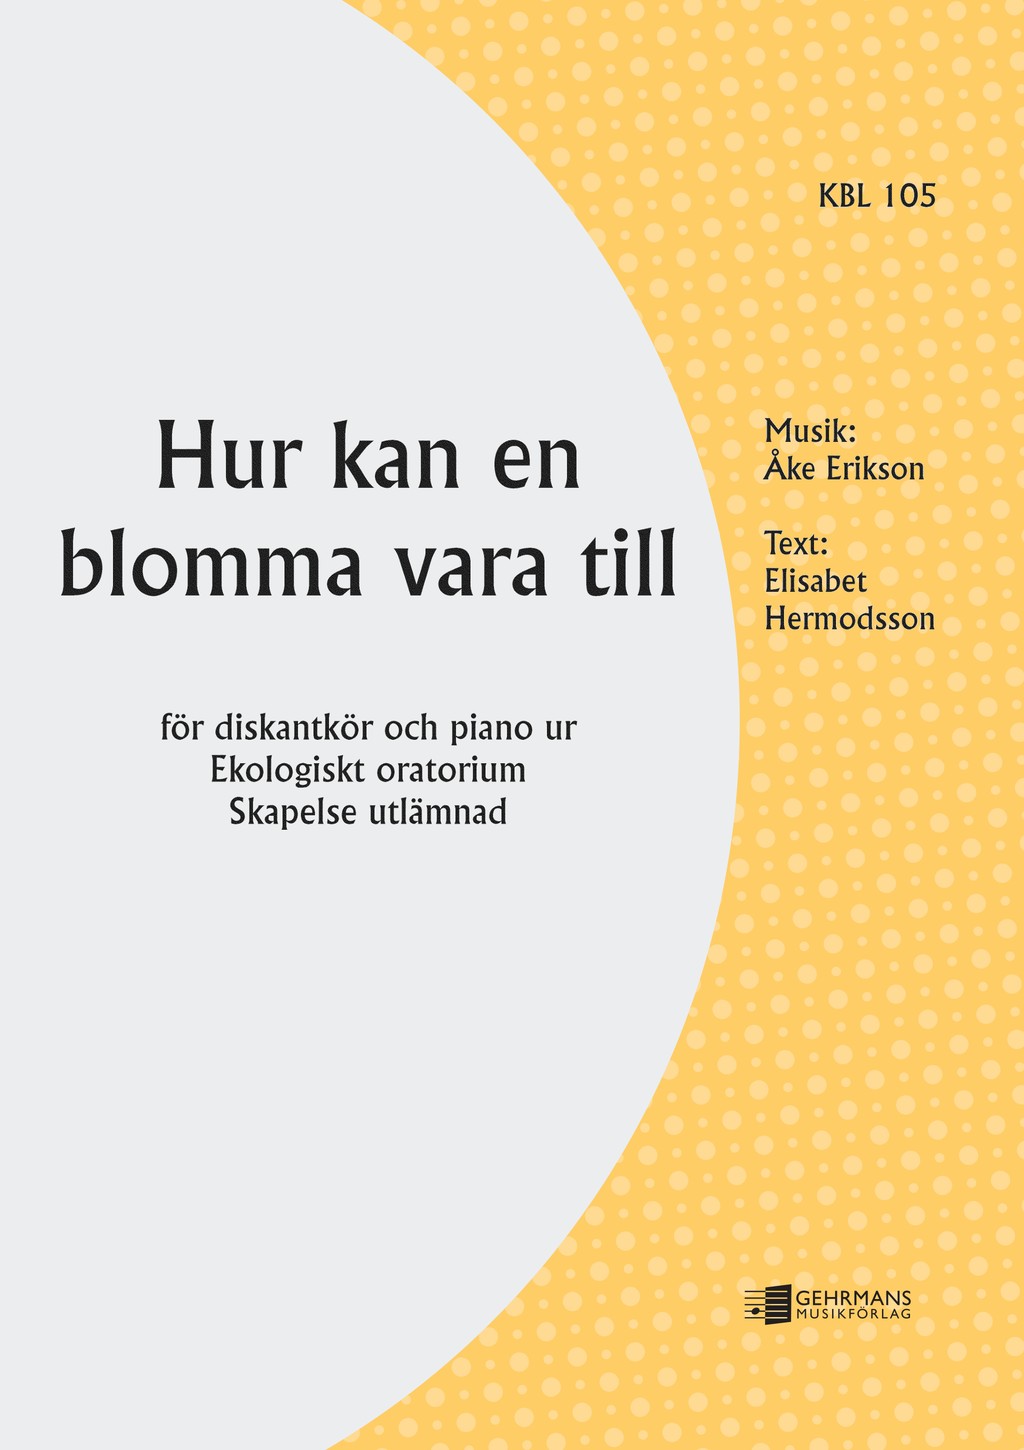 KBL 105
Hur kan en
blomma vara till
för diskantkör och piano ur
Ekologiskt oratorium
Skapelse utlämnad
Musik:
Åke Erikson
Text:
Elisabet
Hermodsson
GEHRMANS
MUSIKFÖRLAG